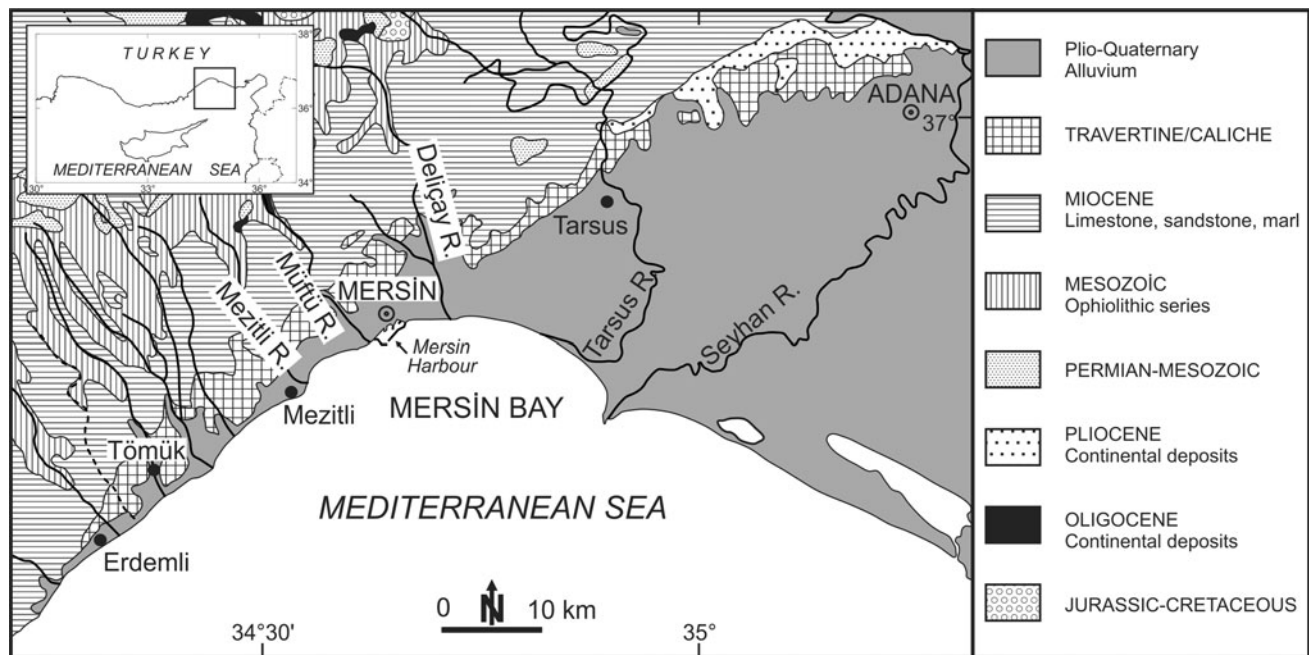 TURKEY
MEDITERRANEAN SEA
38°
36°
34°
30°
33°
36°
ADANA
37°
Deliçay R.
Tarsus
Müftü R.
MERSİN
Mezitli R.
Mersin
Harbour
Tarsus R.
Seyhan R.
Mezitli
MERSİN BAY
Tömük
MEDITERRANEAN SEA
Erdemli
N
0 10 km
34°30'
35°
Plio-Quaternary
Alluvium
TRAVERTINE/CALICHE
MIOCENE
Limestone, sandstone, marl
MESOZOİC
Ophiolithic series
PERMIAN-MESOZOIC
PLIOCENE
Continental deposits
OLIGOCENE
Continental deposits
JURASSIC-CRETACEOUS